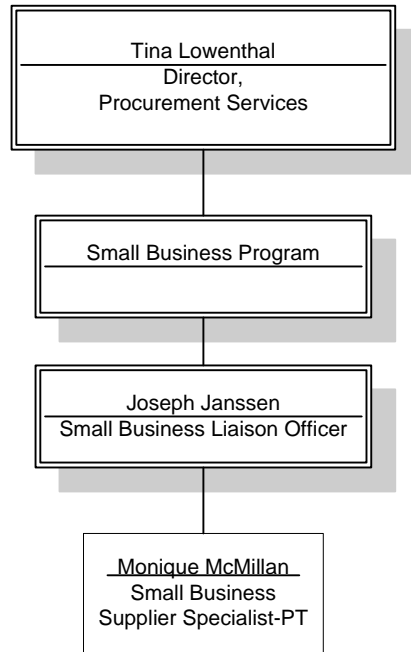 Tina Lowenthal
Director,
Procurement Services
Small Business Program
Joseph Janssen
Small Business Liaison Officer
Monique McMillan
Small Business
Supplier Specialist-PT